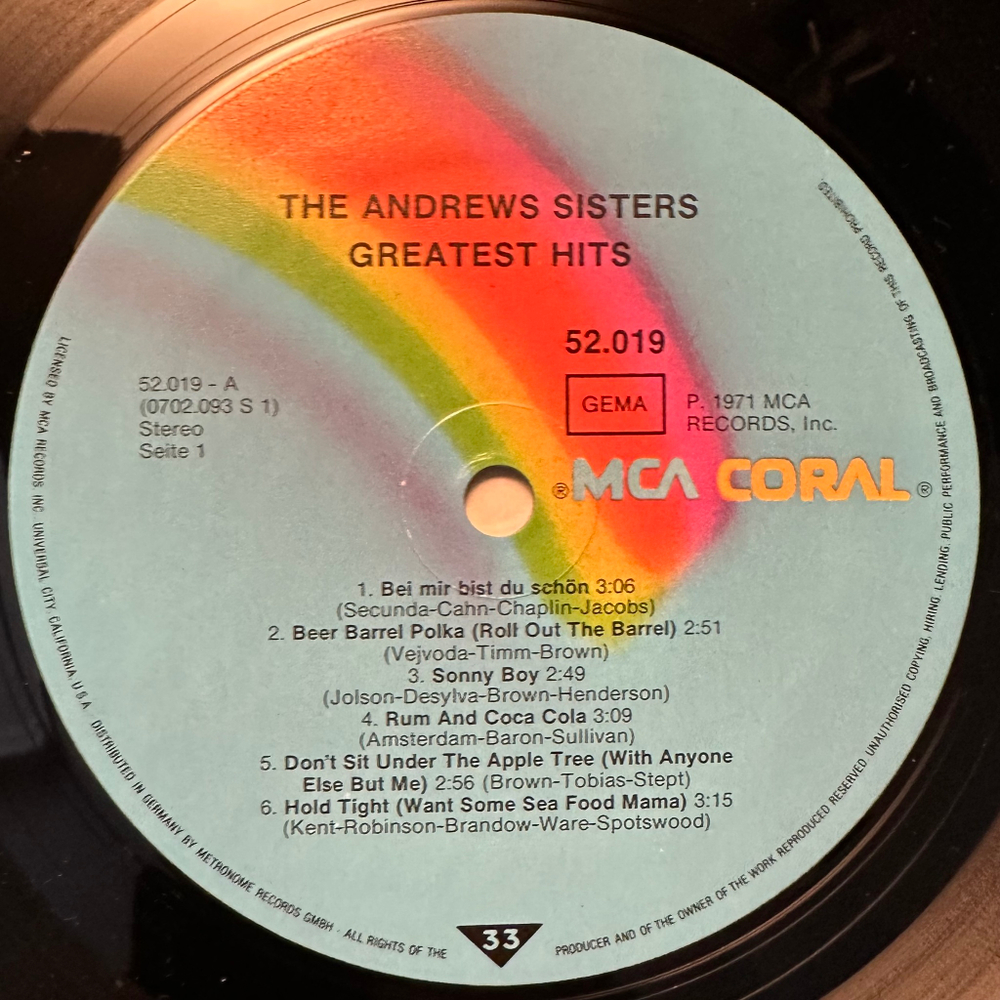 THE ANDREWS SISTERS
GREATEST HITS
52.019
GEMA
P. 1971 MCA
RECORDS, Inc.
52.019 - A
(0702.093 S 1)
Stereo
Seite 1
®MCA CORAL®
1. Bei mir bist du schön 3:06
(Secunda-Cahn-Chaplin-Jacobs)
2. Beer Barrel Polka (Roll Out The Barrel) 2:51
(Vejvoda-Timm-Brown)
3. Sonny Boy 2:49
(Jolson-Desylva-Brown-Henderson)
4. Rum And Coca Cola 3:09
(Amsterdam-Baron-Sullivan)
5. Don't Sit Under The Apple Tree (With Anyone
Else But Me) 2:56 (Brown-Tobias-Stept)
6. Hold Tight (Want Some Sea Food Mama) 3:15
(Kent-Robinson-Brandow-Ware-Spotswood)
33
LICENSED BY MCA RECORDS INC. UNIVERSAL CITY, CALIFORNIA, U.S.A. DISTRIBUTED IN GERMANY BY METRONOME RECORDS GMBH · ALL RIGHTS OF THE
PRODUCER AND OF THE OWNER OF THE WORK REPRODUCED RESERVED UNAUTHORISED COPYING, HIRING, LENDING, PUBLIC PERFORMANCE AND BROADCASTING OF THIS RECORD PROHIBITED